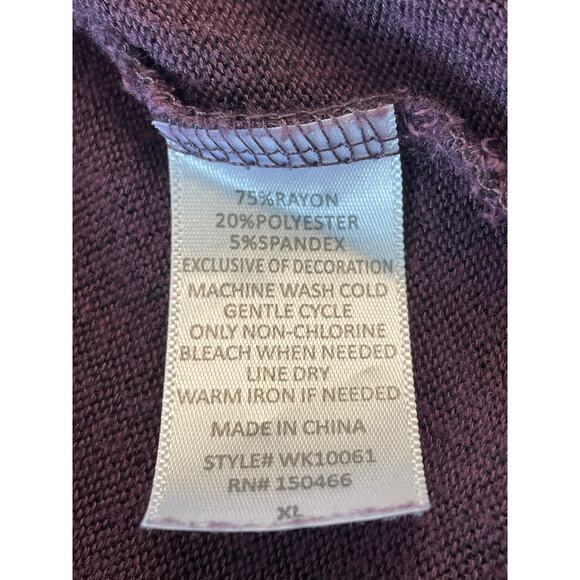 75%RAYON
20%POLYESTER
5%SPANDEX
EXCLUSIVE OF DECORATION
MACHINE WASH COLD
GENTLE CYCLE
ONLY NON-CHLORINE
BLEACH WHEN NEEDED
LINE DRY
WARM IRON IF NEEDED
MADE IN CHINA
STYLE# WK10061
RN# 150466
XL